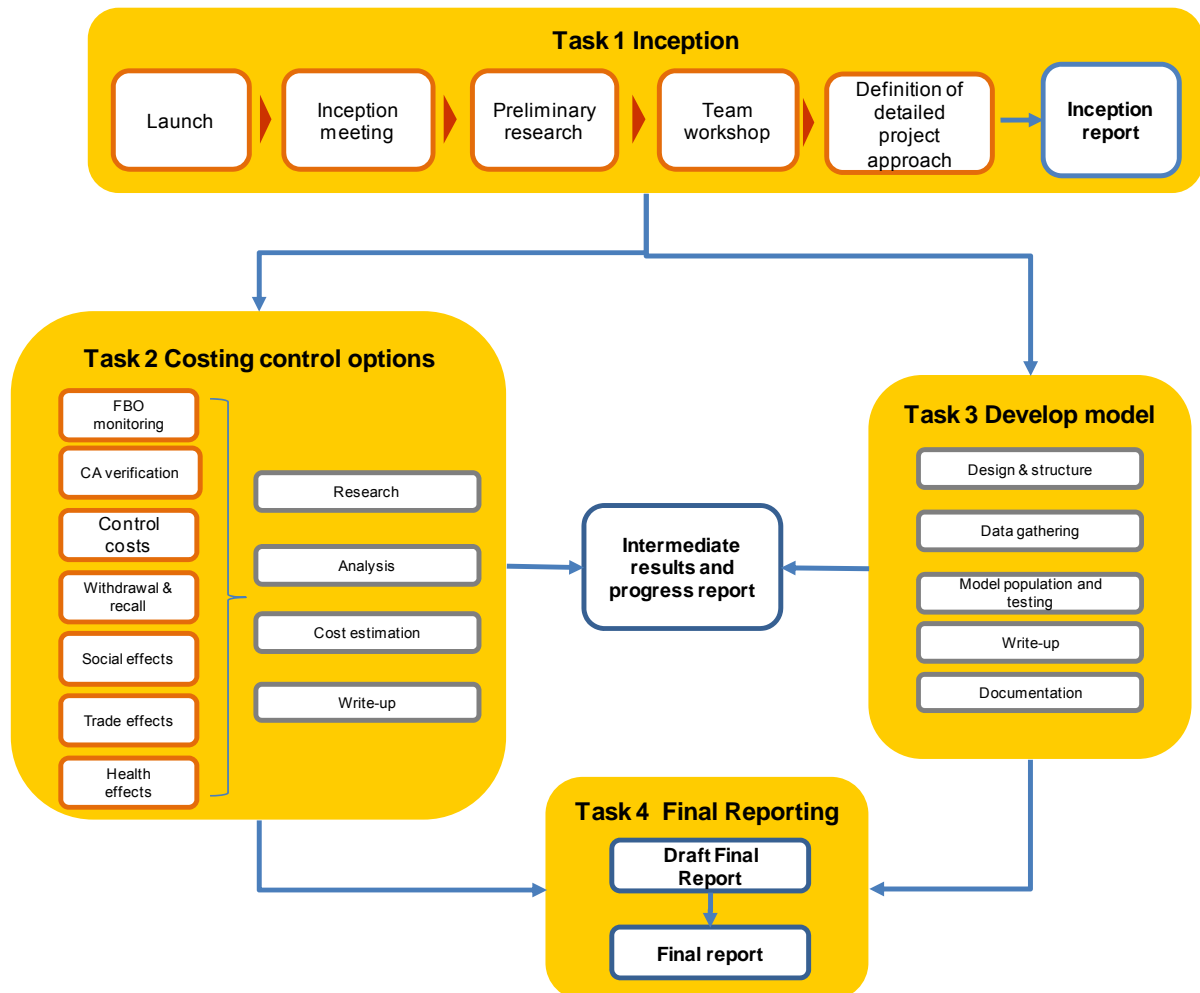 Task 1 Inception
Launch
Inception
meeting
Preliminary
research
Team
workshop
Definition of
detailed
project
approach
Inception
report
Task 2 Costing control options
FBO
monitoring
CA verification
Control
costs
Withdrawal &
recall
Social effects
Trade effects
Health
effects
Research
Analysis
Cost estimation
Write-up
Intermediate
results and
progress report
Task 3 Develop model
Design & structure
Data gathering
Model population and
testing
Write-up
Documentation
Task 4 Final Reporting
Draft Final
Report
Final report